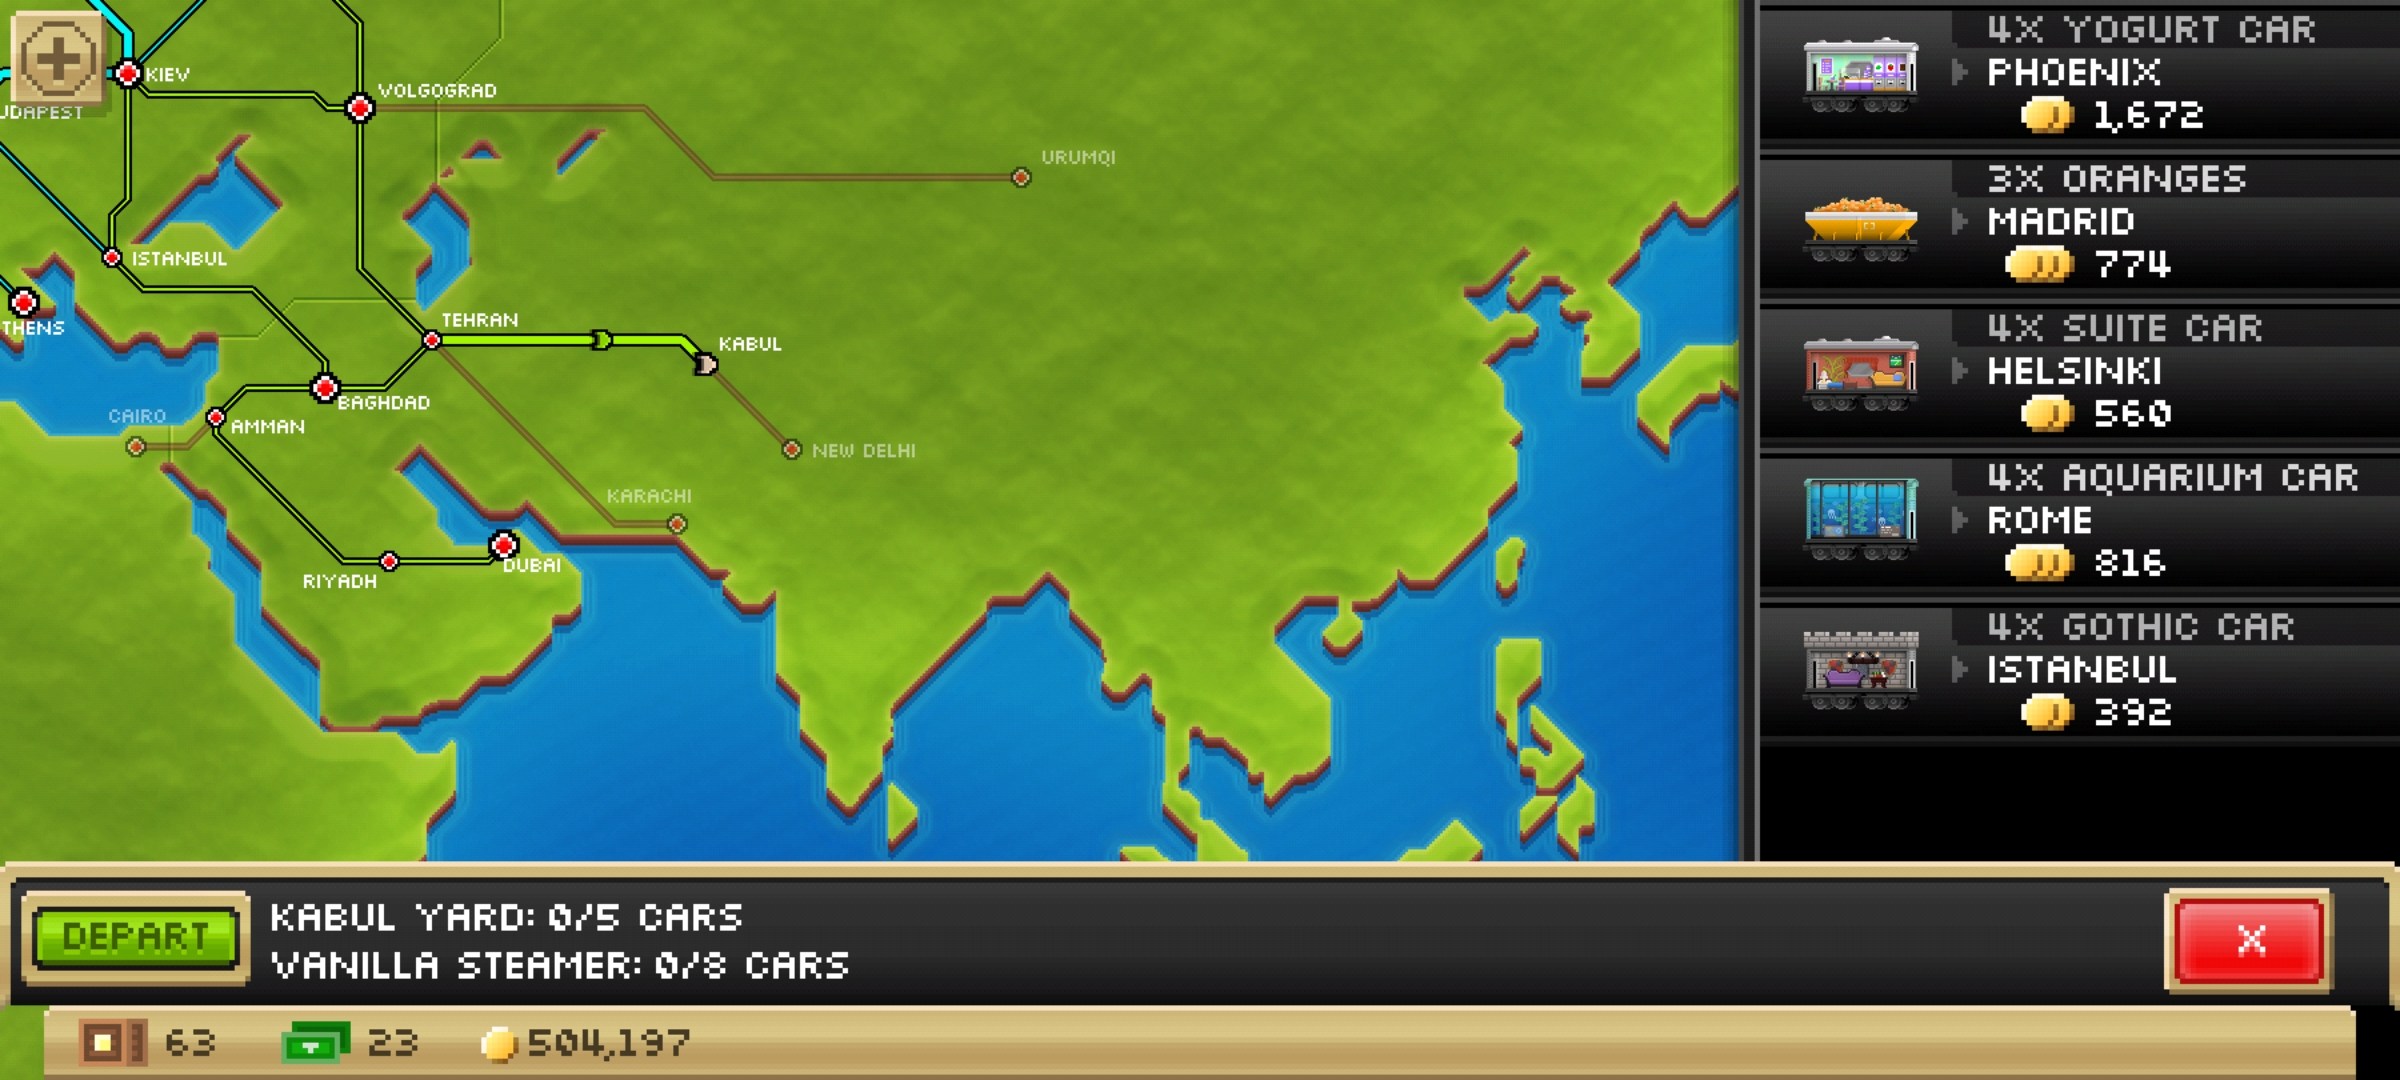 KIEV
UDAPEST
VOLGOGRAD
URUMQI
ISTANBUL
THENS
TEHRAN
KABUL
BAGHDAD
CAIRO
AMMAN
NEW DELHI
KARACHI
DUBAI
RIYADH
4X YOGURT CAR
PHOENIX
1,672
3X ORANGES
MADRID
774
4X SUITE CAR
HELSINKI
560
4X AQUARIUM CAR
ROME
816
4X GOTHIC CAR
ISTANBUL
392
DEPART
KABUL YARD: 0/5 CARS
VANILLA STEAMER: 0/8 CARS
X
63 23 504,197